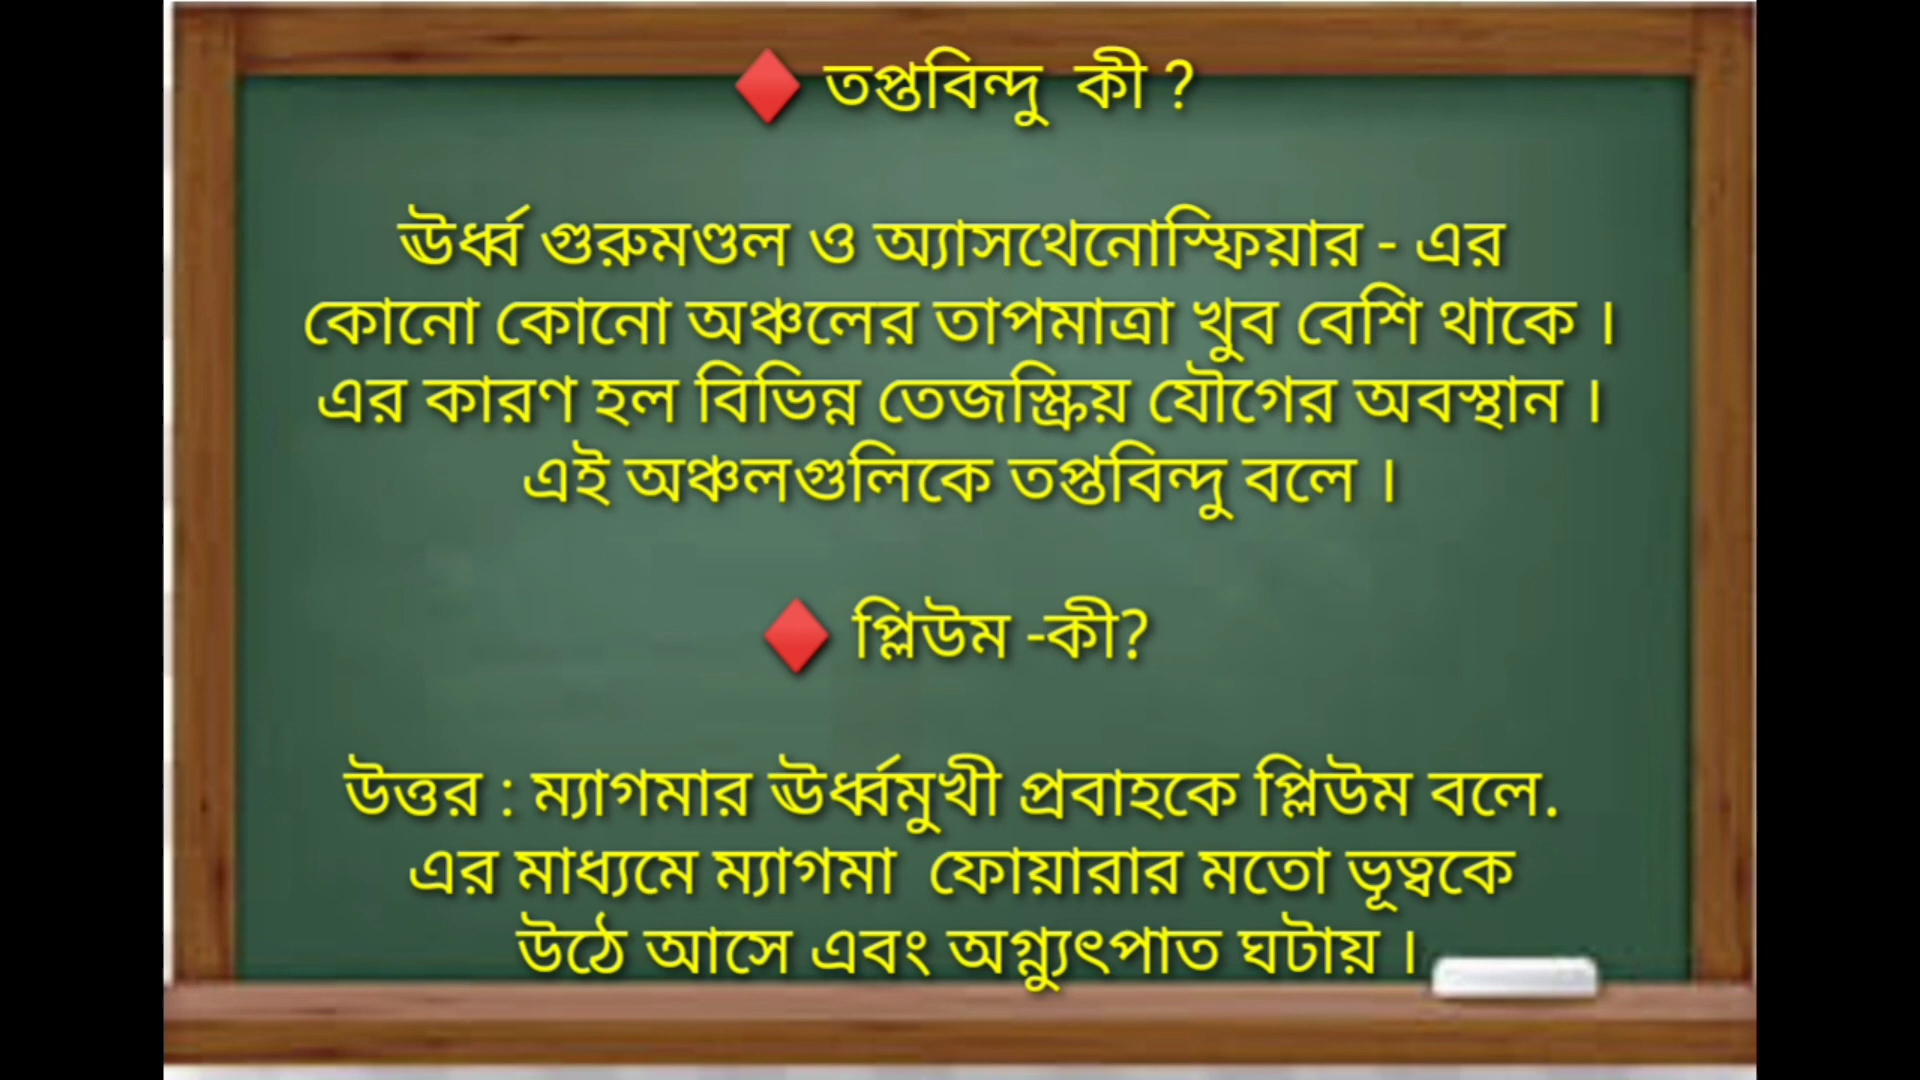 ♦ তপ্তবিন্দু কী ?
ঊর্ধ্ব গুরুমণ্ডল ও অ্যাসথেনোস্ফিয়ার - এর
কোনো কোনো অঞ্চলের তাপমাত্রা খুব বেশি থাকে ।
এর কারণ হল বিভিন্ন তেজস্ক্রিয় যৌগের অবস্থান ।
এই অঞ্চলগুলিকে তপ্তবিন্দু বলে ।
♦ প্লিউম -কী?
উত্তর : ম্যাগমার ঊর্ধ্বমুখী প্রবাহকে প্লিউম বলে.
এর মাধ্যমে ম্যাগমা ফোয়ারার মতো ভূত্বকে
উঠে আসে এবং অগ্ন্যুৎপাত ঘটায় ।